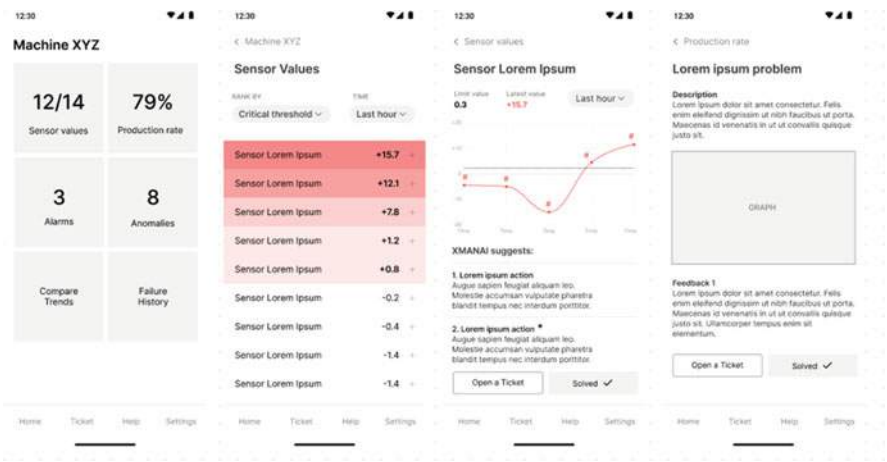 12:30
Machine XYZ
12/14
Sensor values
79%
Production rate
3
Alarms
8
Anomalies
Compare
Trends
Failure
History
Home Ticket Help Settings
12:30
< Machine XYZ
Sensor Values
RANK BY TIME
Critical threshold Last hour
Sensor Lorem Ipsum +15.7 +
Sensor Lorem Ipsum +12.1 +
Sensor Lorem Ipsum +7.8 +
Sensor Lorem Ipsum +1.2 +
Sensor Lorem Ipsum +0.8 +
Sensor Lorem Ipsum -0.2 +
Sensor Lorem Ipsum -0.4 +
Sensor Lorem Ipsum -1.4 +
Sensor Lorem Ipsum -1.4 +
Home Ticket Help Settings
12:30
< Sensor values
Sensor Lorem Ipsum
Limit value Latest value
0.3 +15.7
Last hour
#
#
#
#
#
Time Time Time Time Time
XMANAI suggests:
1. Lorem ipsum action
Augue sapien feugiat aliquam leo.
Molestie accumsan vulputate pharetra
blandit tempus nec interdum porttitor.
2. Lorem ipsum action *
Augue sapien feugiat aliquam leo.
Molestie accumsan vulputate pharetra
blandit tempus nec interdum porttitor.
Open a Ticket Solved ✓
Home Ticket Help Settings
12:30
< Production rate
Lorem ipsum problem
Description
Lorem ipsum dolor sit amet consectetur. Felis
enim eleifend dignissim ut nibh faucibus ut porta.
Maecenas id venenatis in ut ut convallis quisque
justo sit.
GRAPH
Feedback 1
Lorem ipsum dolor sit amet consectetur. Felis
enim eleifend dignissim ut nibh faucibus ut porta.
Maecenas id venenatis in ut ut convallis quisque
justo sit. Ullamcorper tempus enim sit
elementum.
Open a Ticket Solved ✓
Home Ticket Help Settings